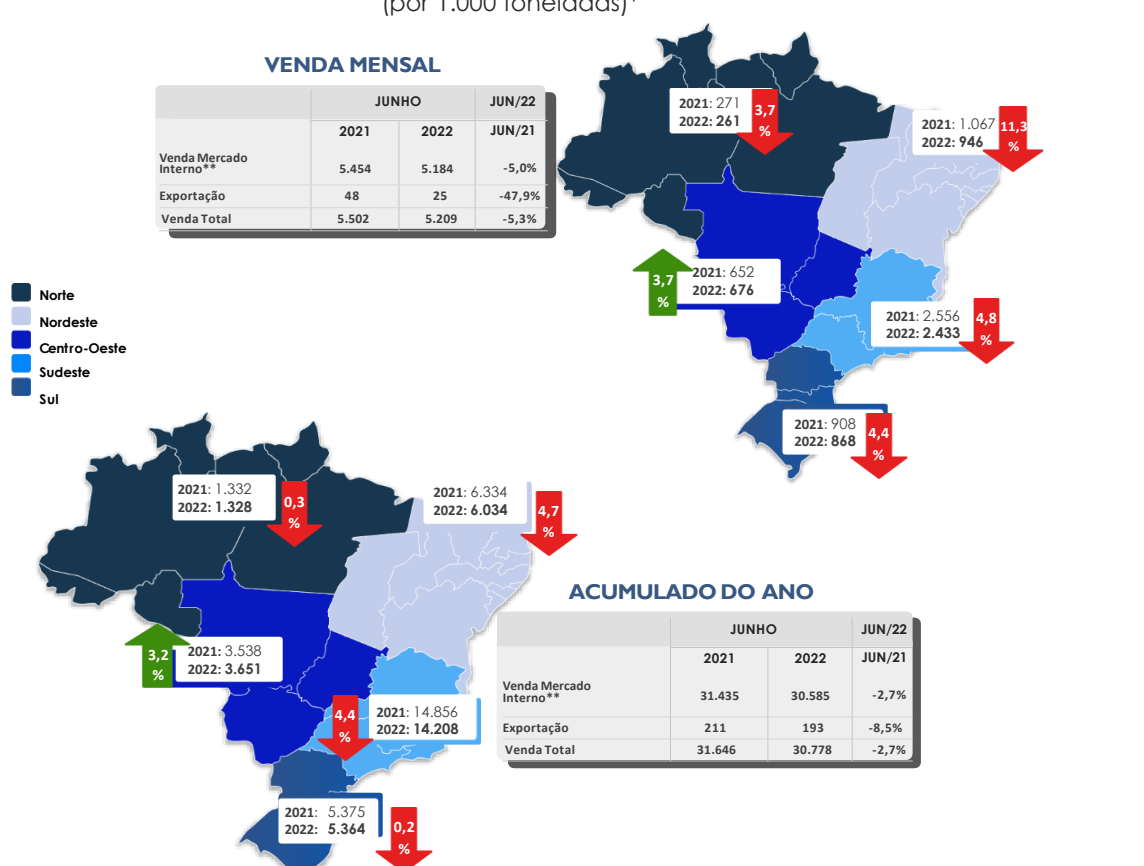 (por 1.000 toneladas)*
VENDA MENSAL
JUNHO JUN/22
2021 2022 JUN/21
Venda Mercado
Interno** 5.454 5.184 -5,0%
Exportação 48 25 -47,9%
Venda Total 5.502 5.209 -5,3%
2021: 271
2022: 261
3,7
%
2021: 1.067
2022: 946
11,3
%
3,7
%
2021: 652
2022: 676
2021: 2.556
2022: 2.433
4,8
%
2021: 908
2022: 868
4,4
%
Norte
Nordeste
Centro-Oeste
Sudeste
Sul
2021: 1.332
2022: 1.328
0,3
%
2021: 6.334
2022: 6.034
4,7
%
3,2
%
2021: 3.538
2022: 3.651
4,4
%
2021: 14.856
2022: 14.208
2021: 5.375
2022: 5.364
0,2
%
ACUMULADO DO ANO
JUNHO JUN/22
2021 2022 JUN/21
Venda Mercado
Interno** 31.435 30.585 -2,7%
Exportação 211 193 -8,5%
Venda Total 31.646 30.778 -2,7%